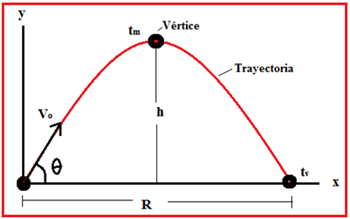 y
tₘ
Vértice
Trayectoria
V₀
h
θ
tᵥ
x
R